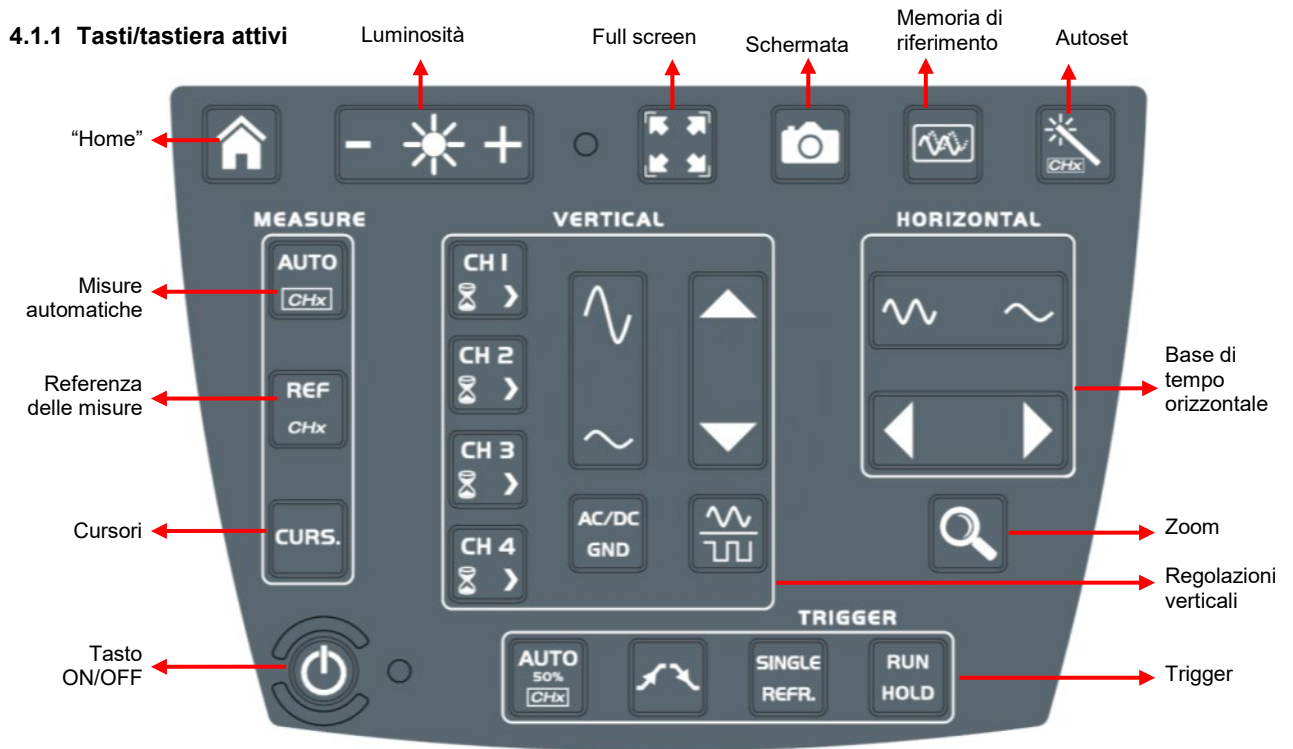 4.1.1 Tasti/tastiera attivi
Luminosità
Full screen
Schermata
Memoria di
riferimento
Autoset
“Home”
CHx
MEASURE
VERTICAL
HORIZONTAL
Misure
automatiche
AUTO
CHx
CH 1
CH 2
Referenza
delle misure
REF
CHx
Base di
tempo
orizzontale
CH 3
Cursori
CURS.
AC/DC
GND
CH 4
Zoom
Regolazioni
verticali
TRIGGER
Tasto
ON/OFF
AUTO
50%
CHx
SINGLE
REFR.
RUN
HOLD
Trigger